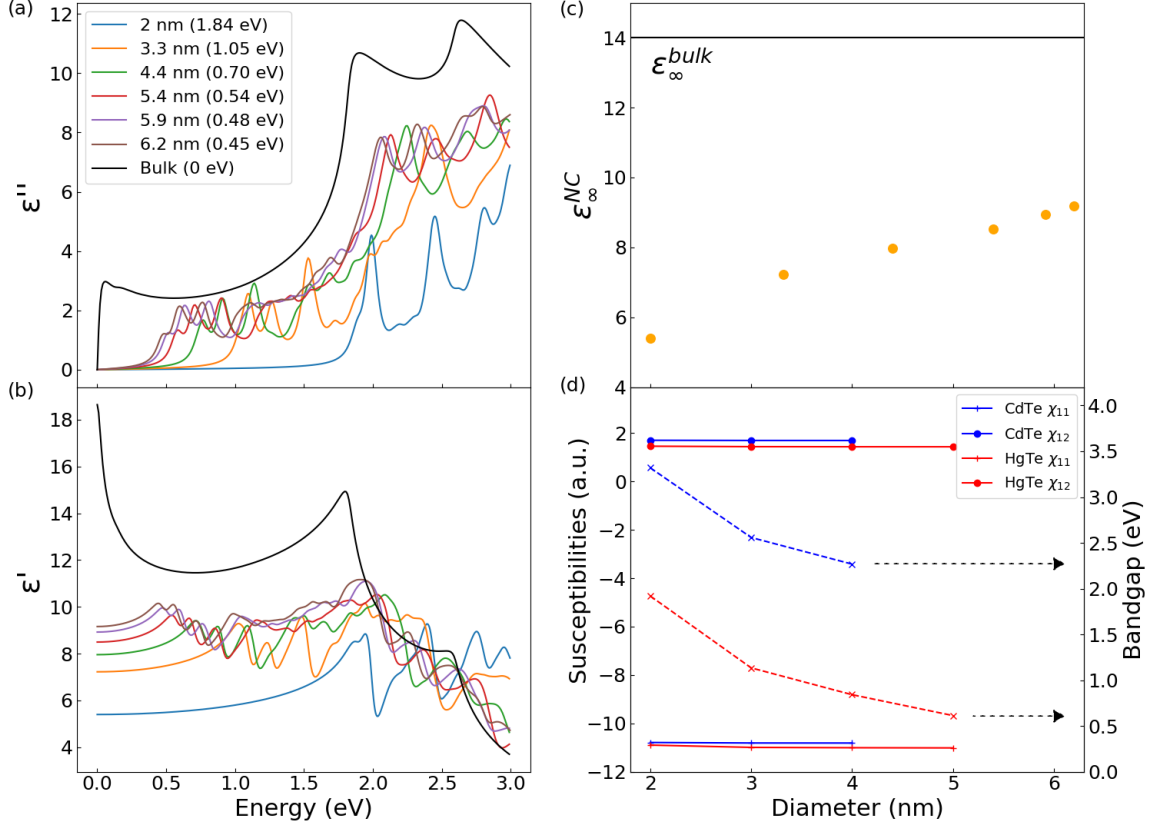 (a)
12
10
8
6
4
2
0
ε''
2 nm (1.84 eV)
3.3 nm (1.05 eV)
4.4 nm (0.70 eV)
5.4 nm (0.54 eV)
5.9 nm (0.48 eV)
6.2 nm (0.45 eV)
Bulk (0 eV)
(b)
18
16
14
12
10
8
6
4
ε'
0.0 0.5 1.0 1.5 2.0 2.5 3.0
Energy (eV)
(c)
14
12
10
8
6
4
ε∞^NC
ε∞^bulk
(d)
2
0
−2
−4
−6
−8
−10
−12
Susceptibilities (a.u.)
CdTe χ11
CdTe χ12
HgTe χ11
HgTe χ12
4.0
3.5
3.0
2.5
2.0
1.5
1.0
0.5
0.0
Bandgap (eV)
2 3 4 5 6
Diameter (nm)